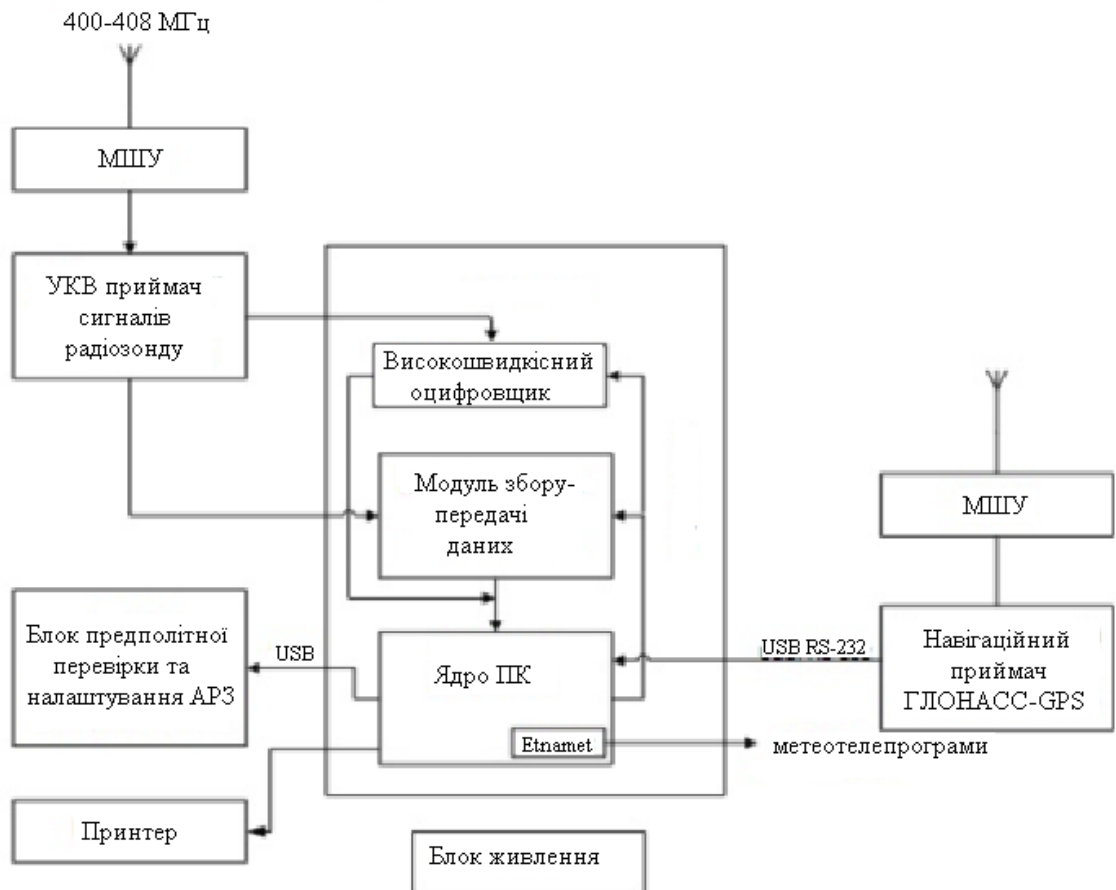 400-408 МГц
МШУ
УКВ приймач
сигналів
радіозонду
Високошвидкісний
оцифровщик
Модуль збору-
передачі
даних
МШУ
Блок предполітної
перевірки та
налаштування АРЗ
USB
Ядро ПК
USB RS-232
Навігаційний
приймач
ГЛОНАСС-GPS
Etnamet
метеотелепрограми
Принтер
Блок живлення